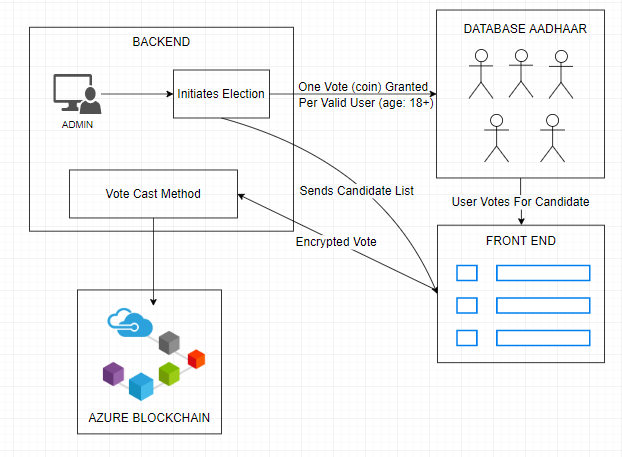 BACKEND
DATABASE AADHAAR
Initiates Election
One Vote (coin) Granted
Per Valid User (age: 18+)
ADMIN
Vote Cast Method
Sends Candidate List
User Votes For Candidate
Encrypted Vote
FRONT END
AZURE BLOCKCHAIN